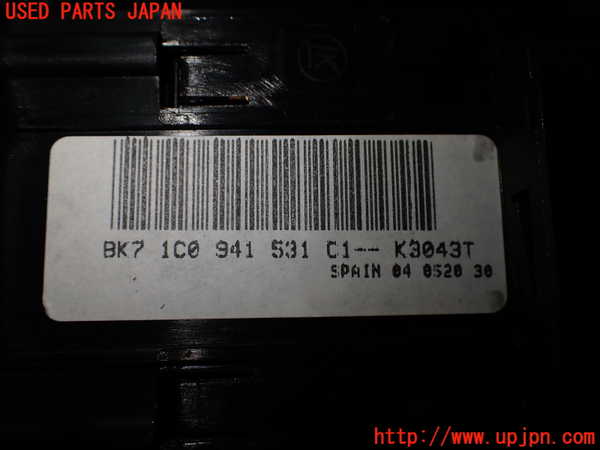 USED PARTS JAPAN
BK7 1C0 941 531 C1-- K3043T
SPAIN 04 0520 30
http://www.upjpn.com/